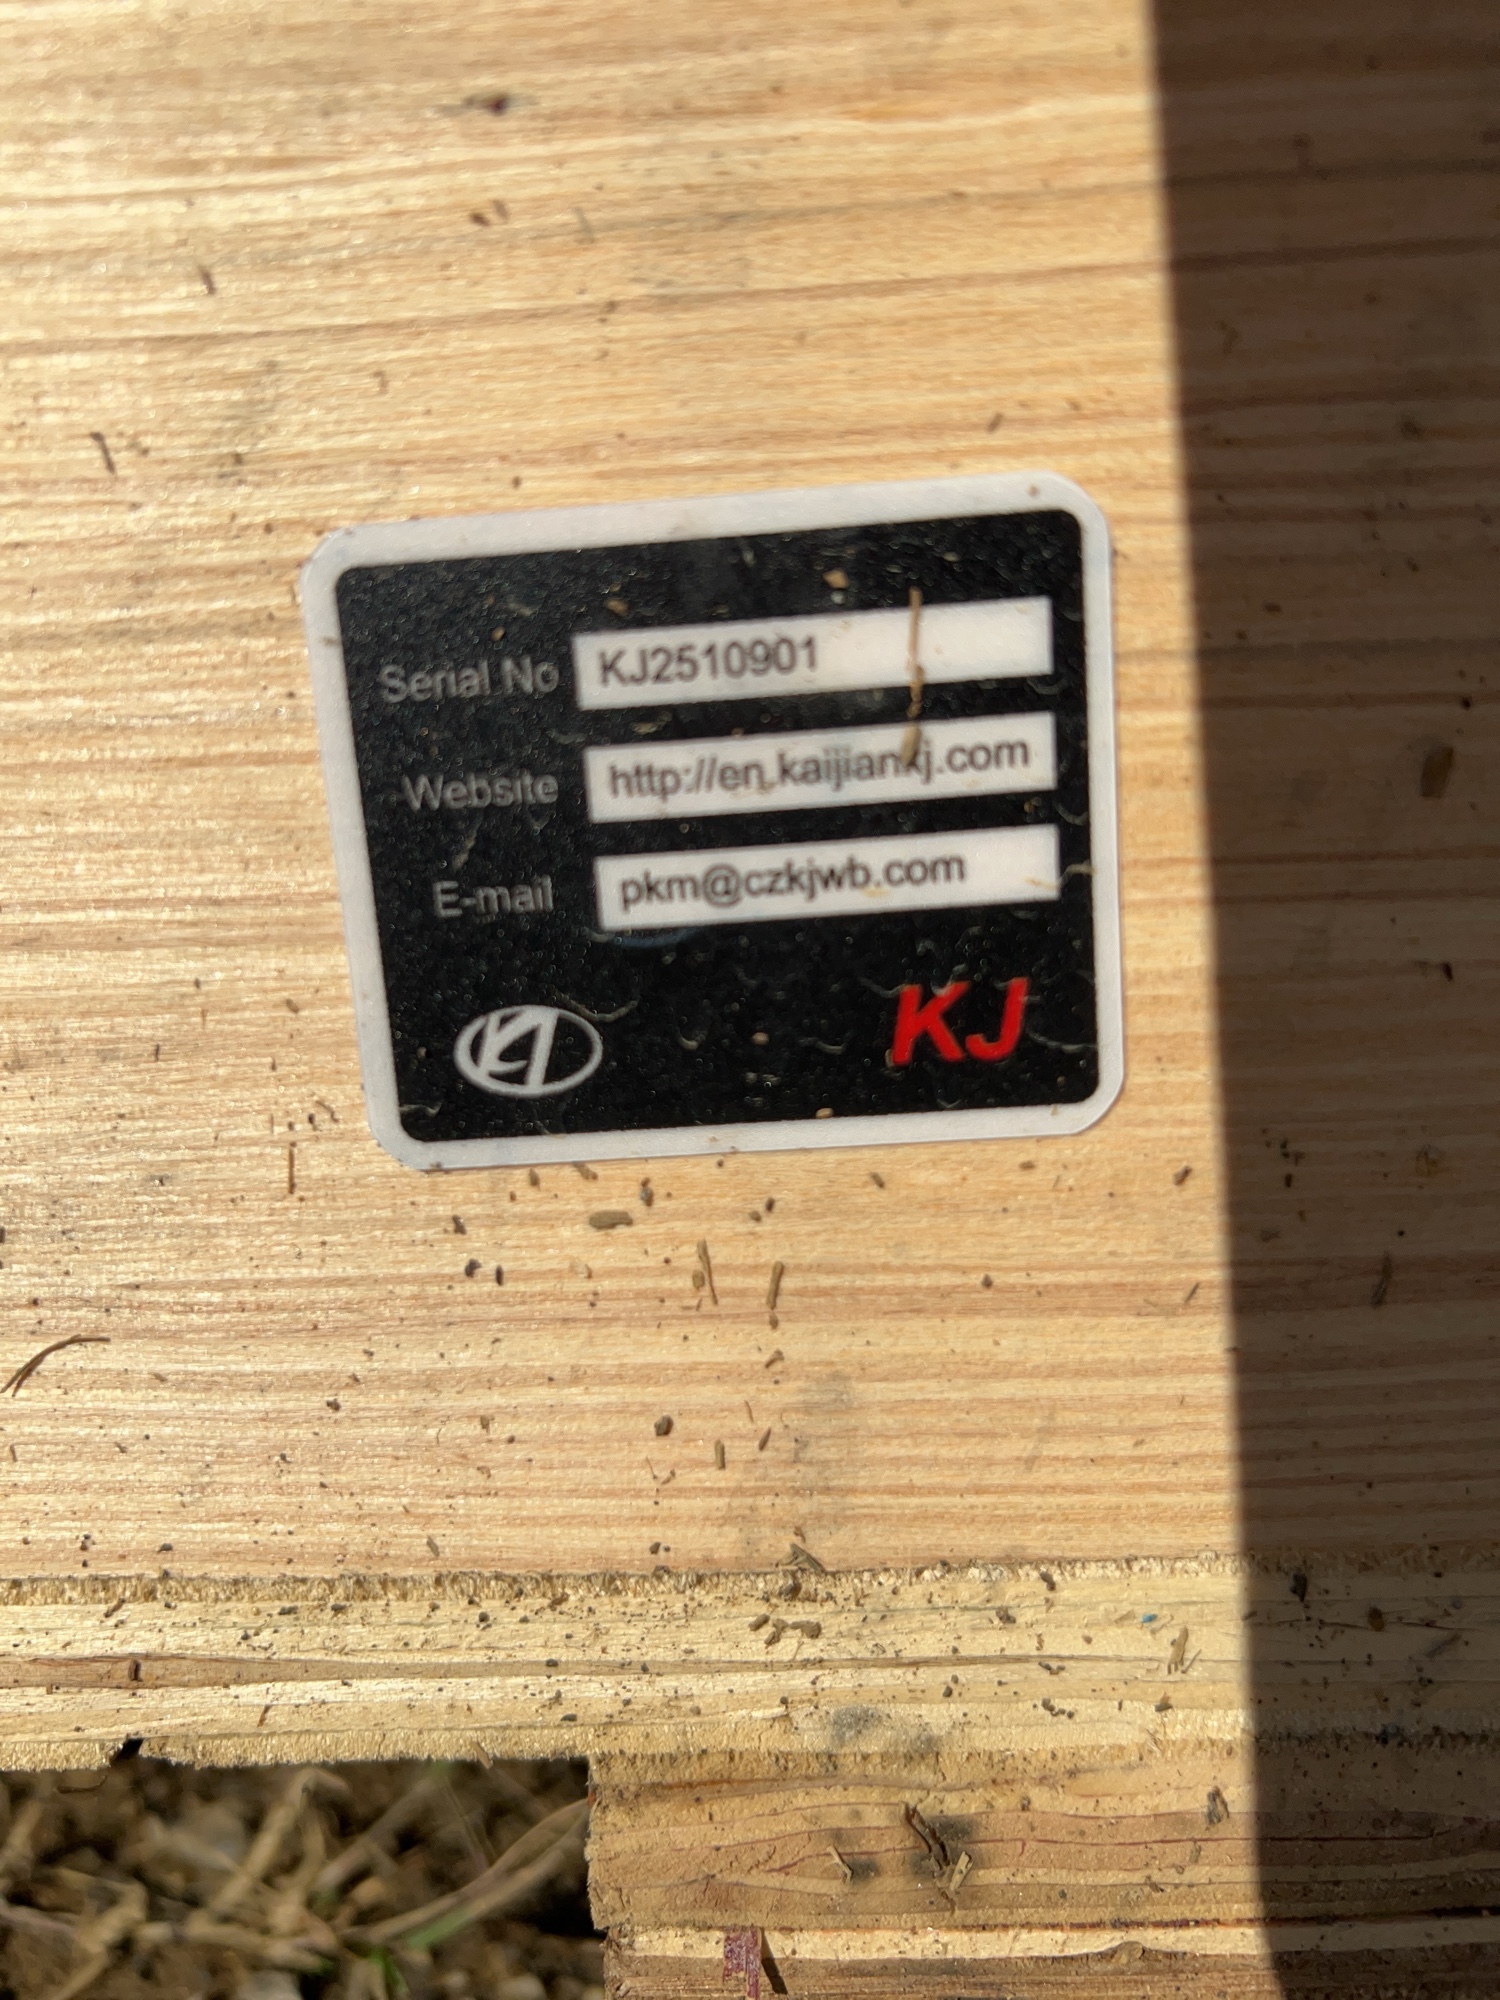 Serial No KJ2510901
Website http://en.kaijiankj.com
E-mail pkm@czkjwb.com
KJ